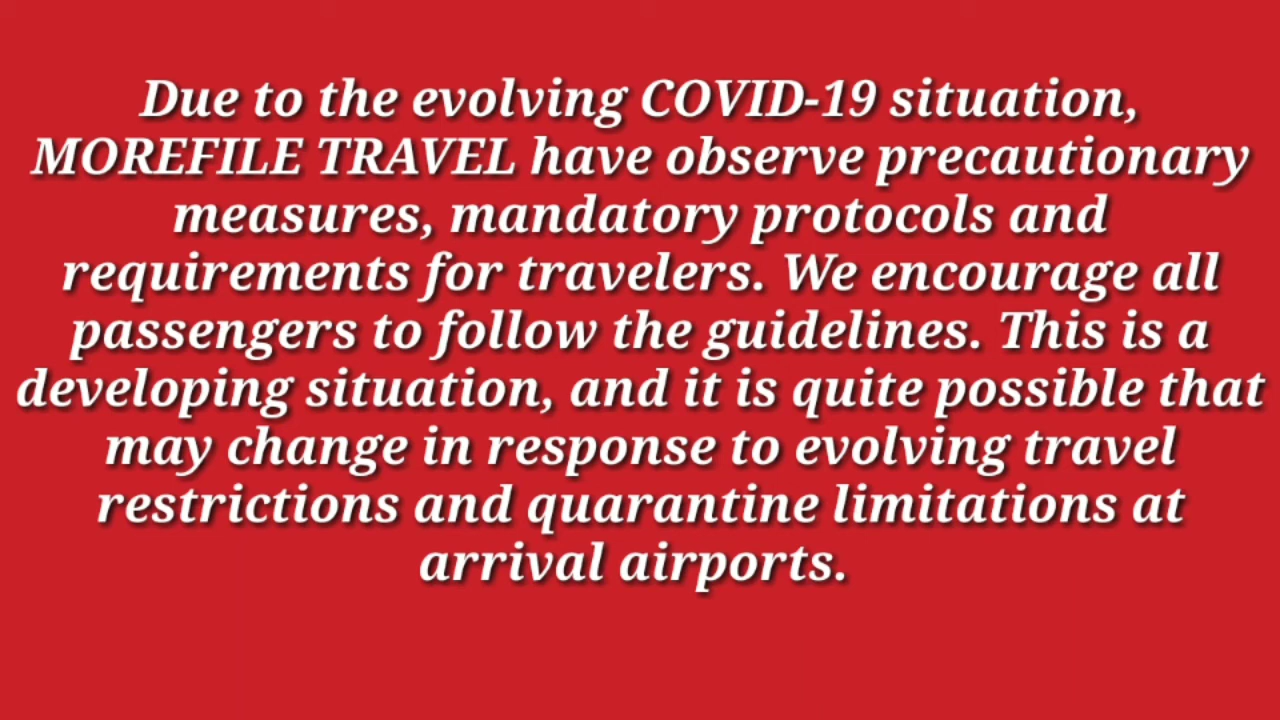 Due to the evolving COVID-19 situation,
MOREFILE TRAVEL have observe precautionary
measures, mandatory protocols and
requirements for travelers. We encourage all
passengers to follow the guidelines. This is a
developing situation, and it is quite possible that
may change in response to evolving travel
restrictions and quarantine limitations at
arrival airports.